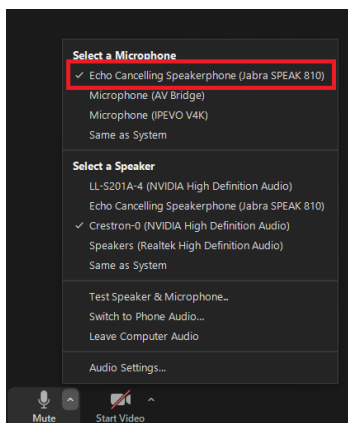 Select a Microphone
✓ Echo Cancelling Speakerphone (Jabra SPEAK 810)
Microphone (AV Bridge)
Microphone (IPEVO V4K)
Same as System
Select a Speaker
LL-S201A-4 (NVIDIA High Definition Audio)
Echo Cancelling Speakerphone (Jabra SPEAK 810)
✓ Crestron-0 (NVIDIA High Definition Audio)
Speakers (Realtek High Definition Audio)
Same as System
Test Speaker & Microphone...
Switch to Phone Audio...
Leave Computer Audio
Audio Settings...
Mute
Start Video